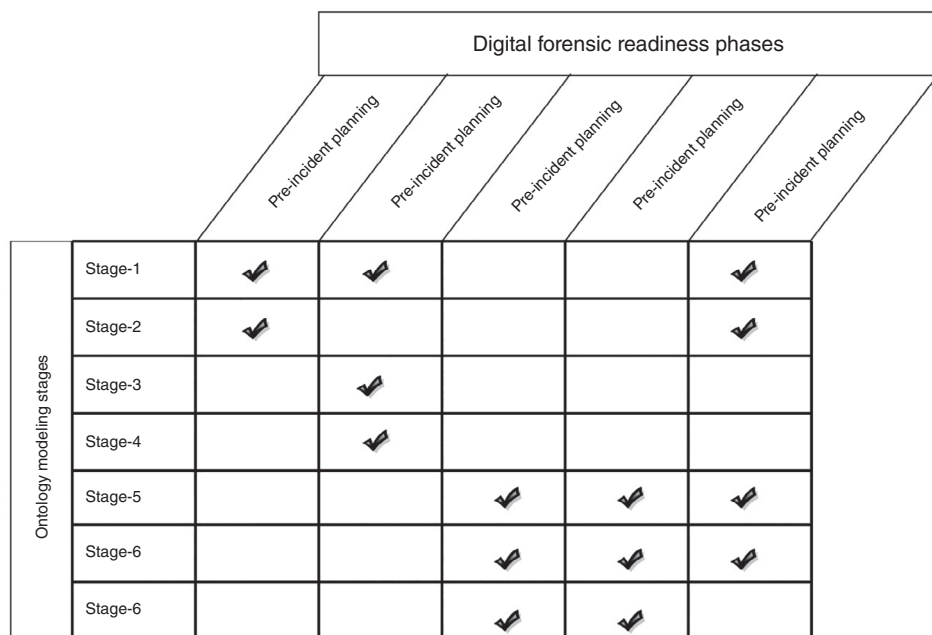 Digital forensic readiness phases
Pre-incident planning
Pre-incident planning
Pre-incident planning
Pre-incident planning
Pre-incident planning
Ontology modeling stages
Stage-1
Stage-2
Stage-3
Stage-4
Stage-5
Stage-6
Stage-6